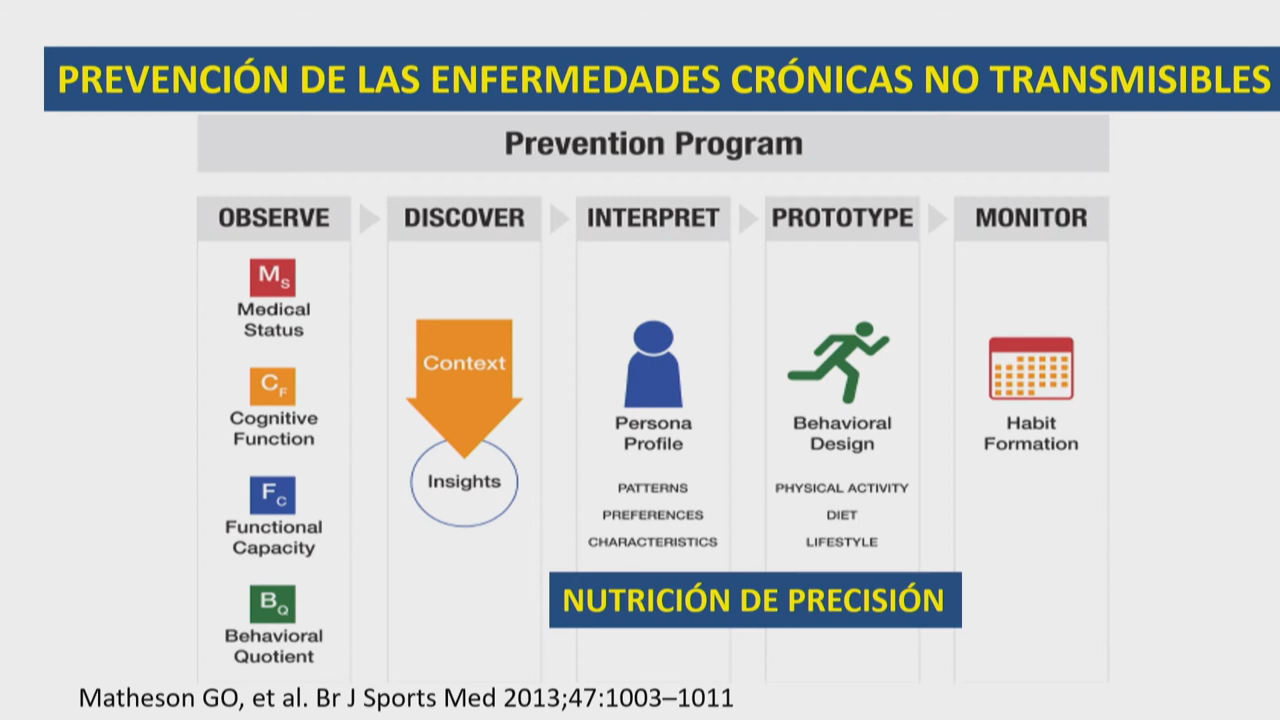 PREVENCIÓN DE LAS ENFERMEDADES CRÓNICAS NO TRANSMISIBLES
Prevention Program
OBSERVE
MS
Medical
Status
CF
Cognitive
Function
FC
Functional
Capacity
BQ
Behavioral
Quotient
DISCOVER
Context
Insights
INTERPRET
Persona
Profile
PATTERNS
PREFERENCES
CHARACTERISTICS
PROTOTYPE
Behavioral
Design
PHYSICAL ACTIVITY
DIET
LIFESTYLE
MONITOR
Habit
Formation
NUTRICIÓN DE PRECISIÓN
Matheson GO, et al. Br J Sports Med 2013;47:1003–1011